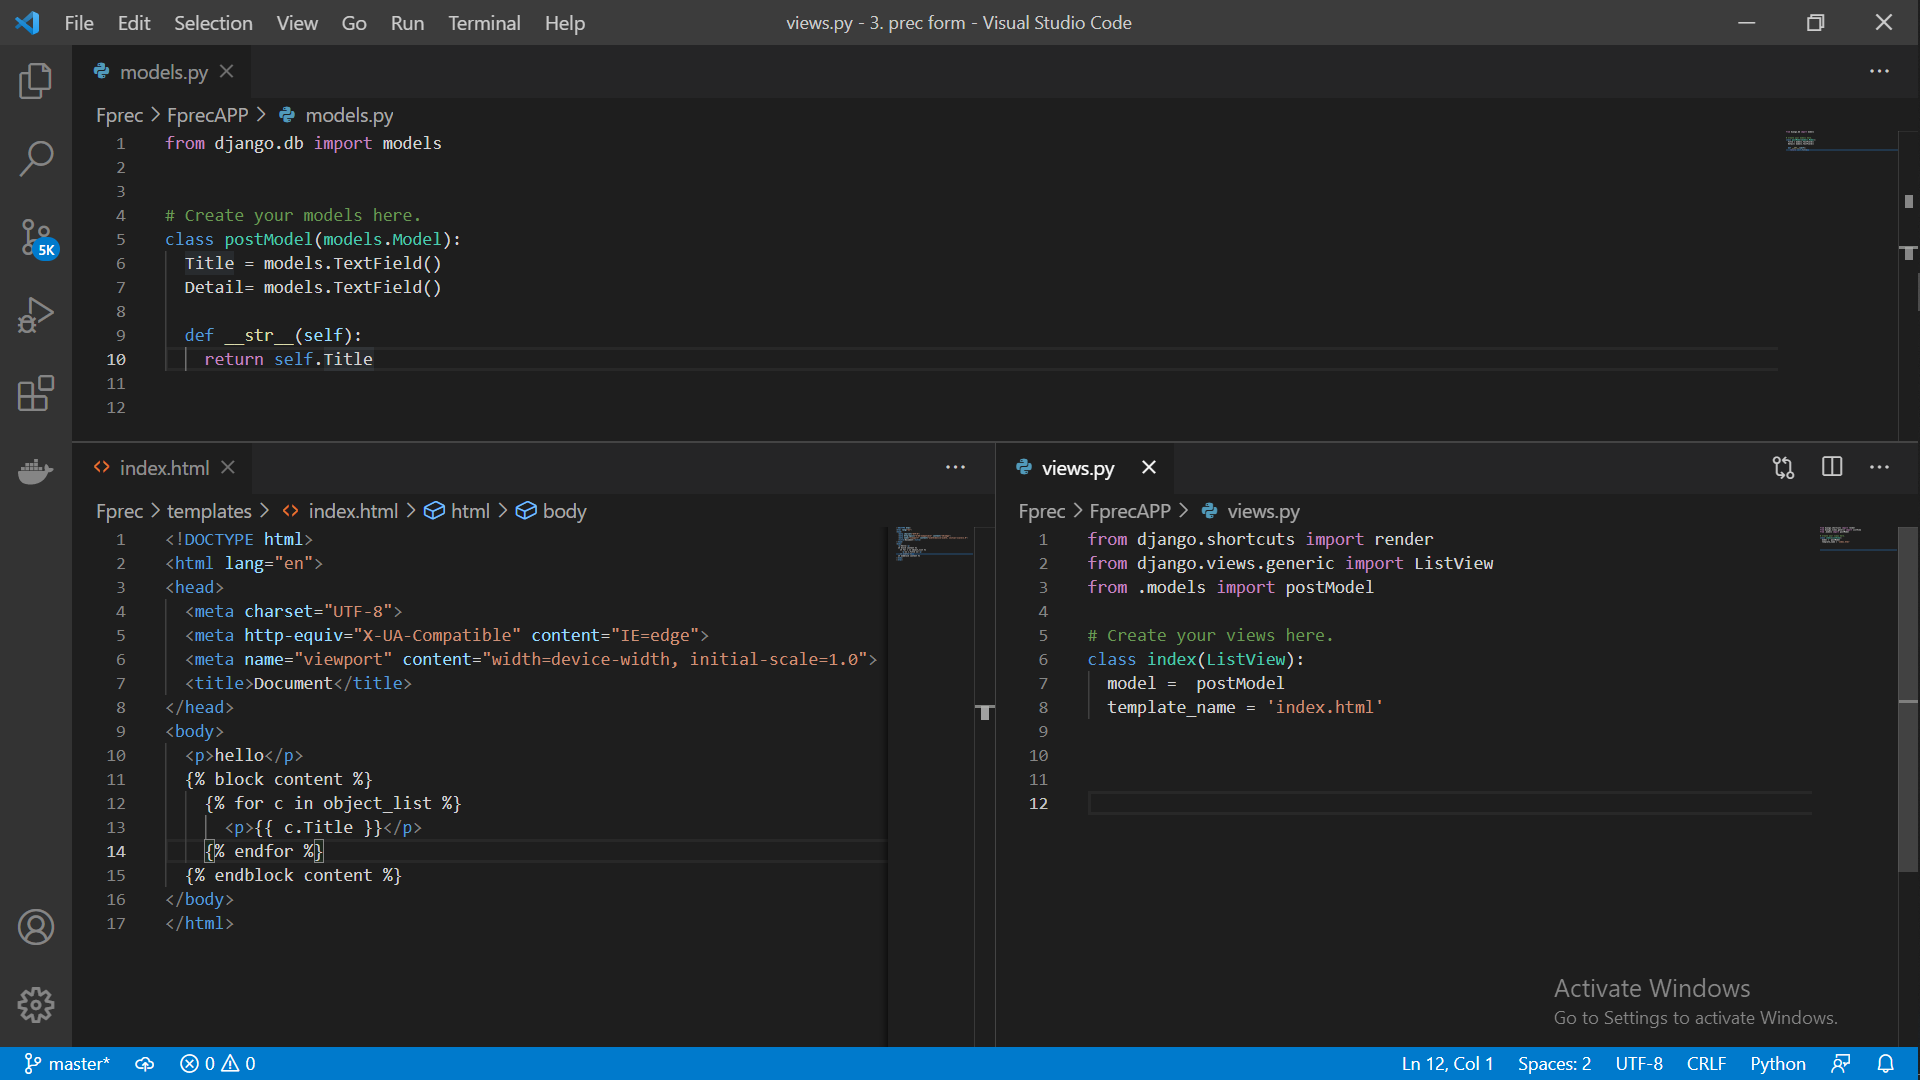 File Edit Selection View Go Run Terminal Help
views.py - 3. prec form - Visual Studio Code
models.py
Fprec > FprecAPP > models.py
1 from django.db import models
2
3
4 # Create your models here.
5 class postModel(models.Model):
6 Title = models.TextField()
7 Detail= models.TextField()
8
9 def __str__(self):
10 return self.Title
11
12
5K
index.html
Fprec > templates > index.html > html > body
1 <!DOCTYPE html>
2 <html lang="en">
3 <head>
4 <meta charset="UTF-8">
5 <meta http-equiv="X-UA-Compatible" content="IE=edge">
6 <meta name="viewport" content="width=device-width, initial-scale=1.0">
7 <title>Document</title>
8 </head>
9 <body>
10 <p>hello</p>
11 {% block content %}
12 {% for c in object_list %}
13 <p>{{ c.Title }}</p>
14 {% endfor %}
15 {% endblock content %}
16 </body>
17 </html>
views.py
Fprec > FprecAPP > views.py
1 from django.shortcuts import render
2 from django.views.generic import ListView
3 from .models import postModel
4
5 # Create your views here.
6 class index(ListView):
7 model =  postModel
8 template_name = 'index.html'
9
10
11
12
Activate Windows
Go to Settings to activate Windows.
master* 0 0
Ln 12, Col 1 Spaces: 2 UTF-8 CRLF Python